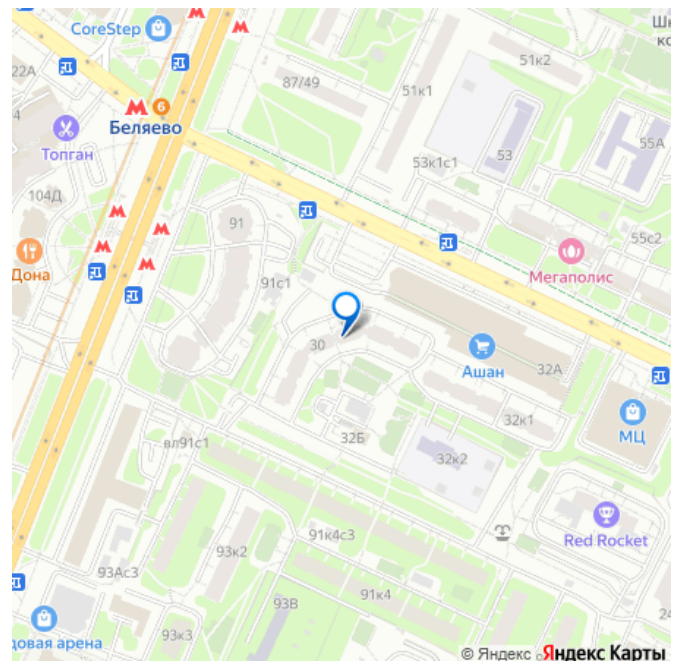 CoreStep
Шк
ко
22А
51к2
87/49
51к1
6
Беляево
4
Топган
53к1с1
53
55А
104Д
91
55с2
Дона
Мегаполис
91с1
30
Ашан
32А
32к1
МЦ
32Б
вл91с1
32к2
91к4с3
Red Rocket
93к2
93Ас3
91к4
93В
24
довая арена
93к3
© Яндекс
Яндекс Карты